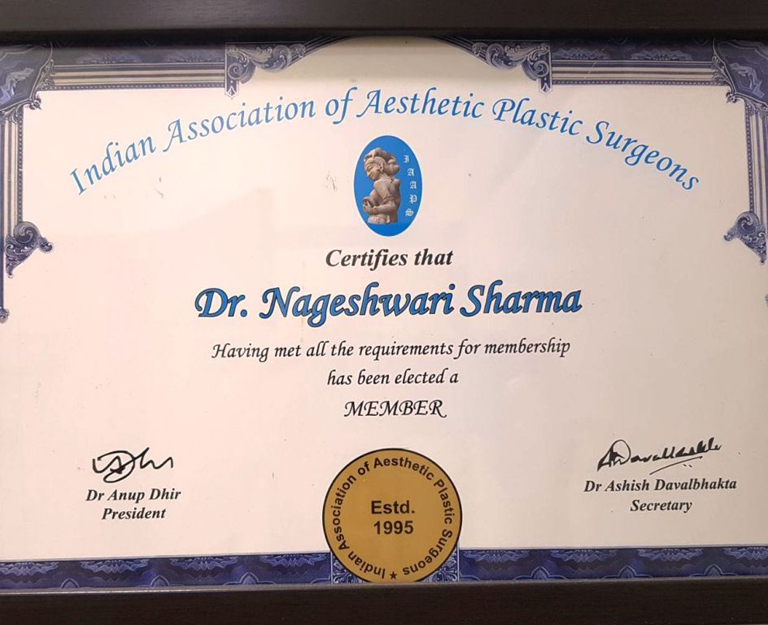 Indian Association of Aesthetic Plastic Surgeons
IAAPS
Certifies that
Dr. Nageshwari Sharma
Having met all the requirements for membership
has been elected a
MEMBER
Dr Anup Dhir
President
Indian Association of Aesthetic Plastic Surgeons
Estd.
1995
Dr Ashish Davalbhakta
Secretary